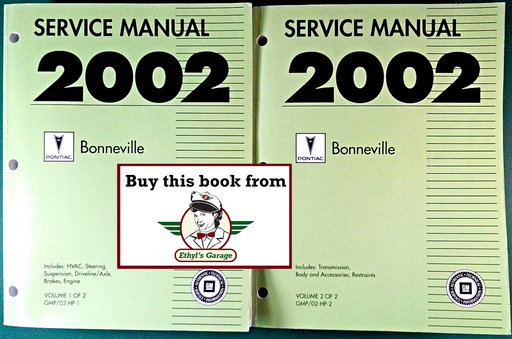 SERVICE MANUAL
2002
PONTIAC
Bonneville
Includes: HVAC, Steering,
Suspension, Driveline/Axle,
Brakes, Engine
VOLUME 1 OF 2
GMP/02-HP-1
GM
SERVICE MANUAL
2002
PONTIAC
Bonneville
Includes: Transmission,
Body and Accessories, Restraints
VOLUME 2 OF 2
GMP/02-HP-2
GM
Buy this book from
Ethyl's Garage